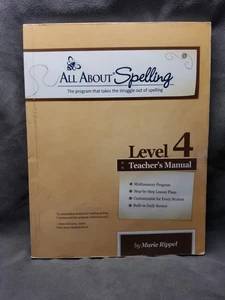 All About Spelling
The program that takes the struggle out of spelling
Level 4
Teacher's Manual
Multisensory Program
Step-by-Step Lesson Plans
Customizable for Every Student
Built-in Daily Review
by Marie Rippel